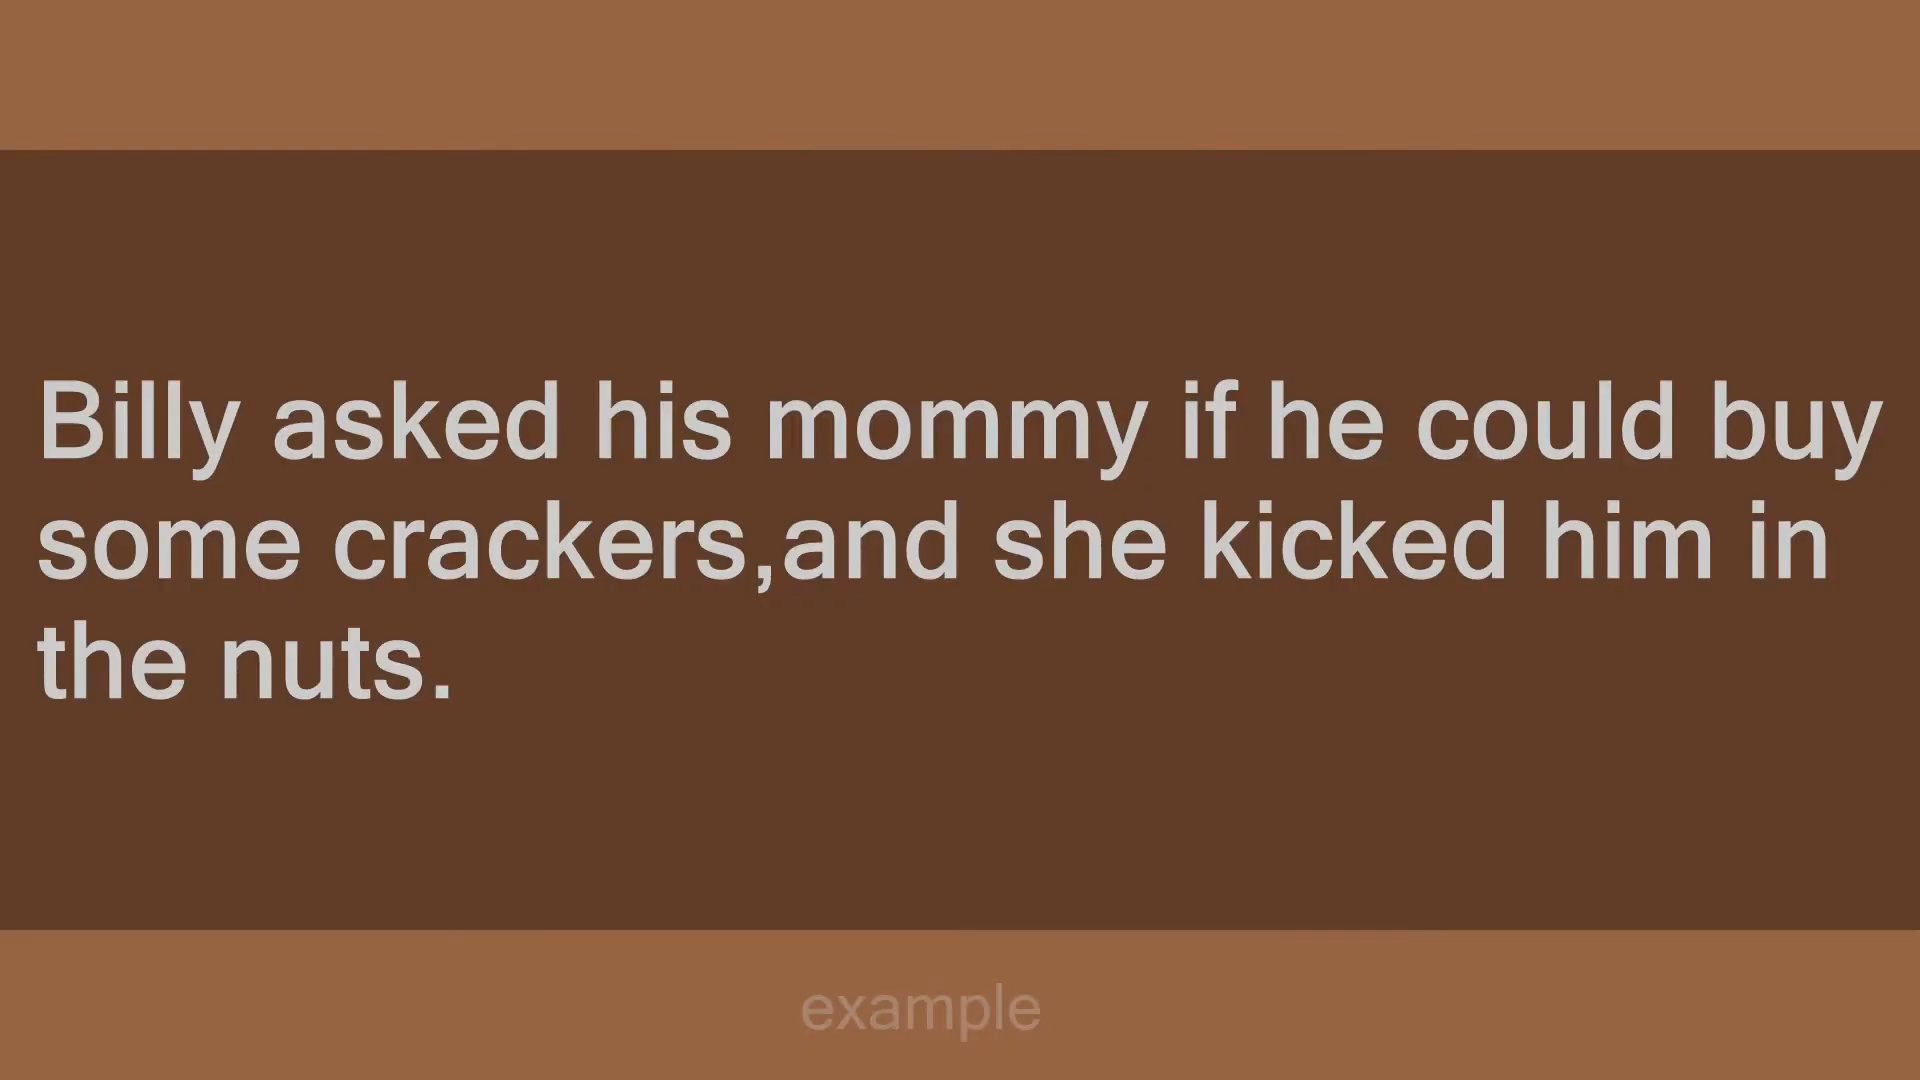 Billy asked his mommy if he could buy
some crackers,and she kicked him in
the nuts.
example